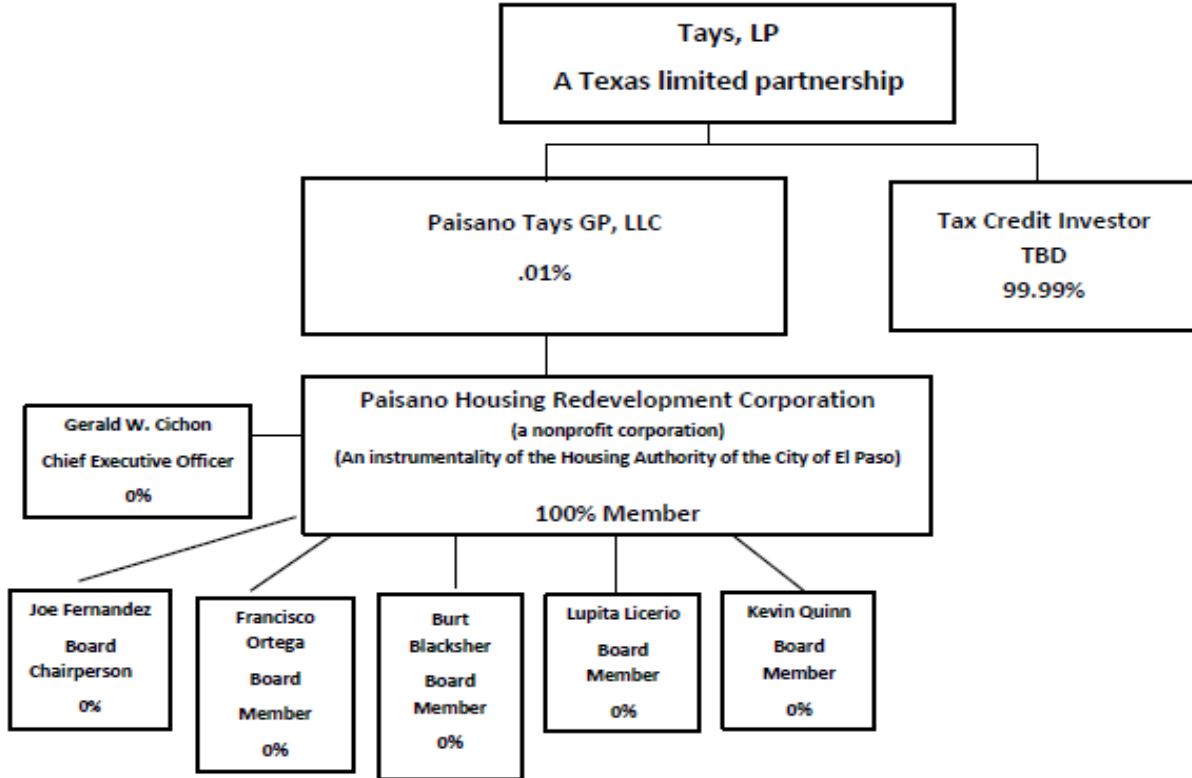 Tays, LP
A Texas limited partnership
Paisano Tays GP, LLC
.01%
Tax Credit Investor
TBD
99.99%
Paisano Housing Redevelopment Corporation
(a nonprofit corporation)
(An instrumentality of the Housing Authority of the City of El Paso)
100% Member
Gerald W. Cichon
Chief Executive Officer
0%
Joe Fernandez
Board
Chairperson
0%
Francisco
Ortega
Board
Member
0%
Burt
Blacksher
Board
Member
0%
Lupita Licerio
Board
Member
0%
Kevin Quinn
Board
Member
0%